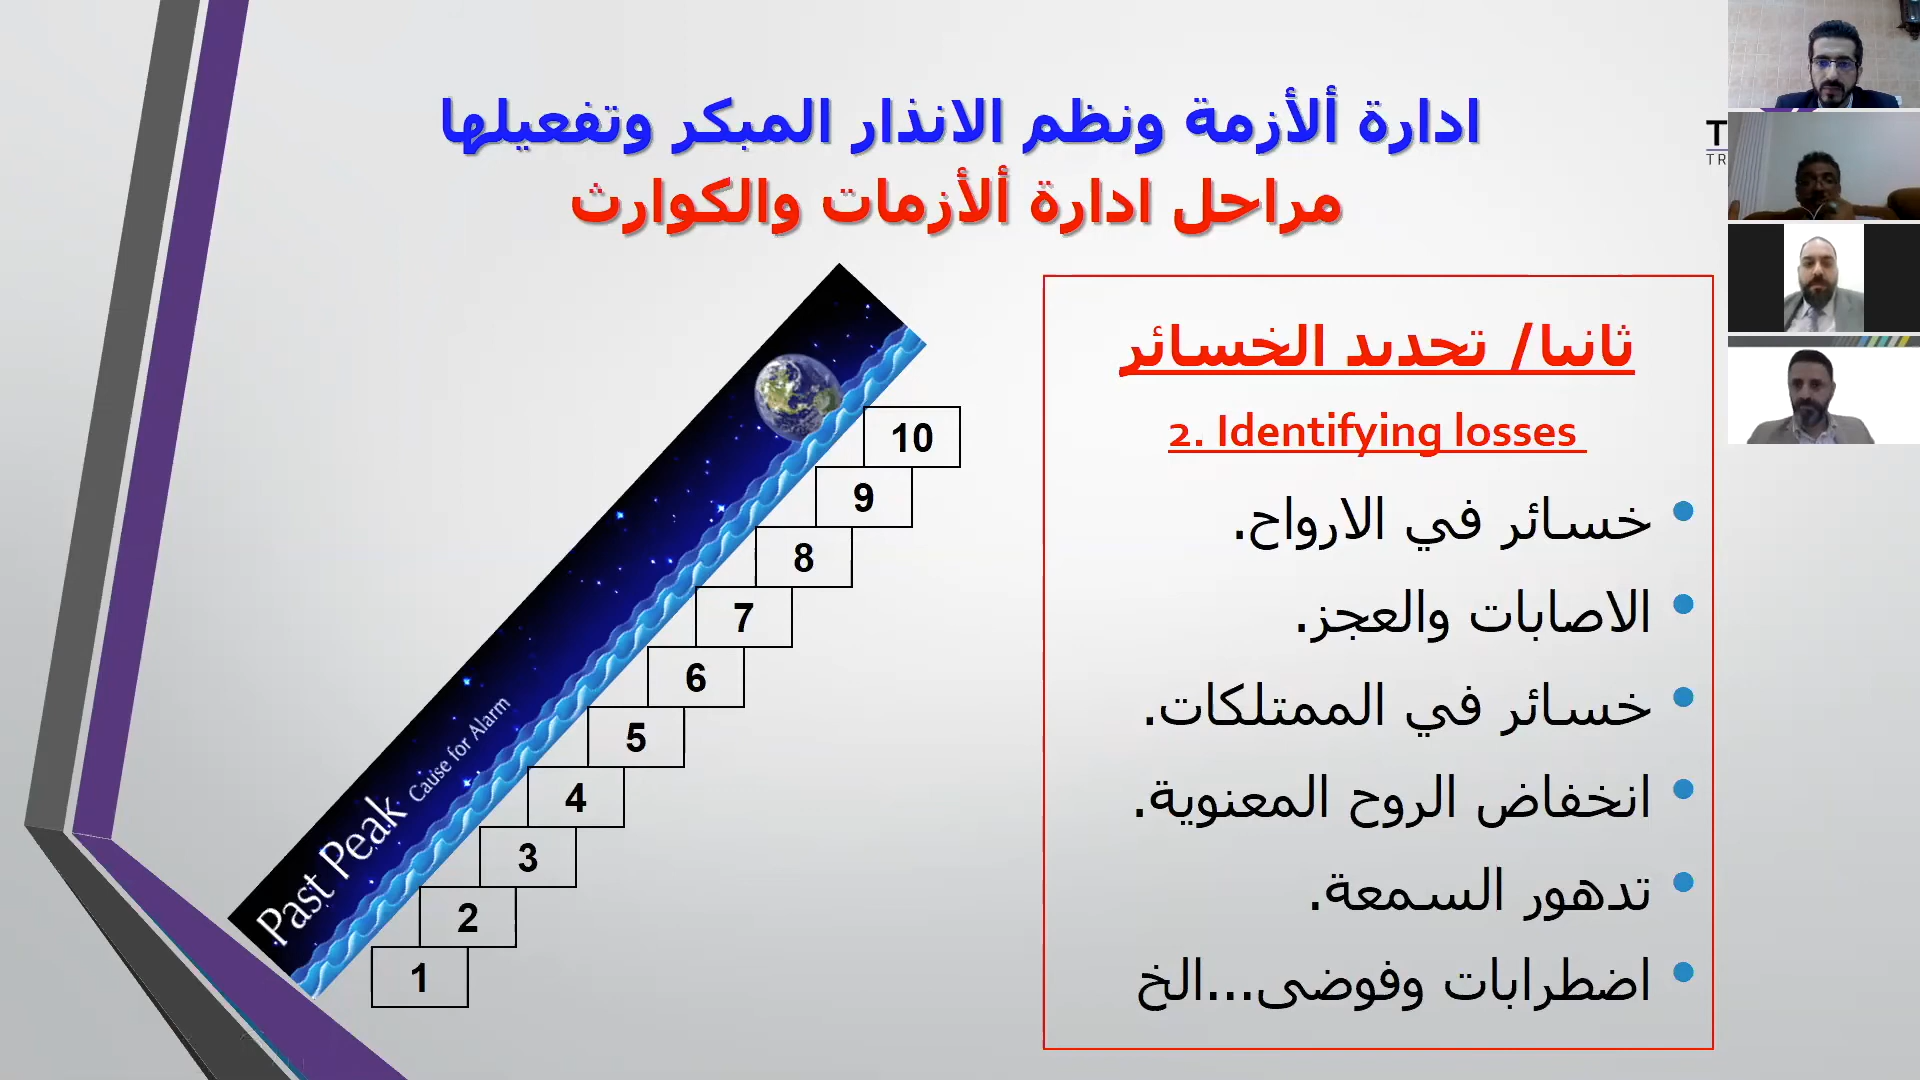 ادارة ألأزمة ونظم الانذار المبكر وتفعيلها
مراحل ادارة ألأزمات والكوارث
ثانيا/ تحديد الخسائر
2. Identifying losses
خسائر في الارواح.
الاصابات والعجز.
خسائر في الممتلكات.
انخفاض الروح المعنوية.
تدهور السمعة.
اضطرابات وفوضى...الخ
Past Peak Cause for Alarm
10
9
8
7
6
5
4
3
2
1